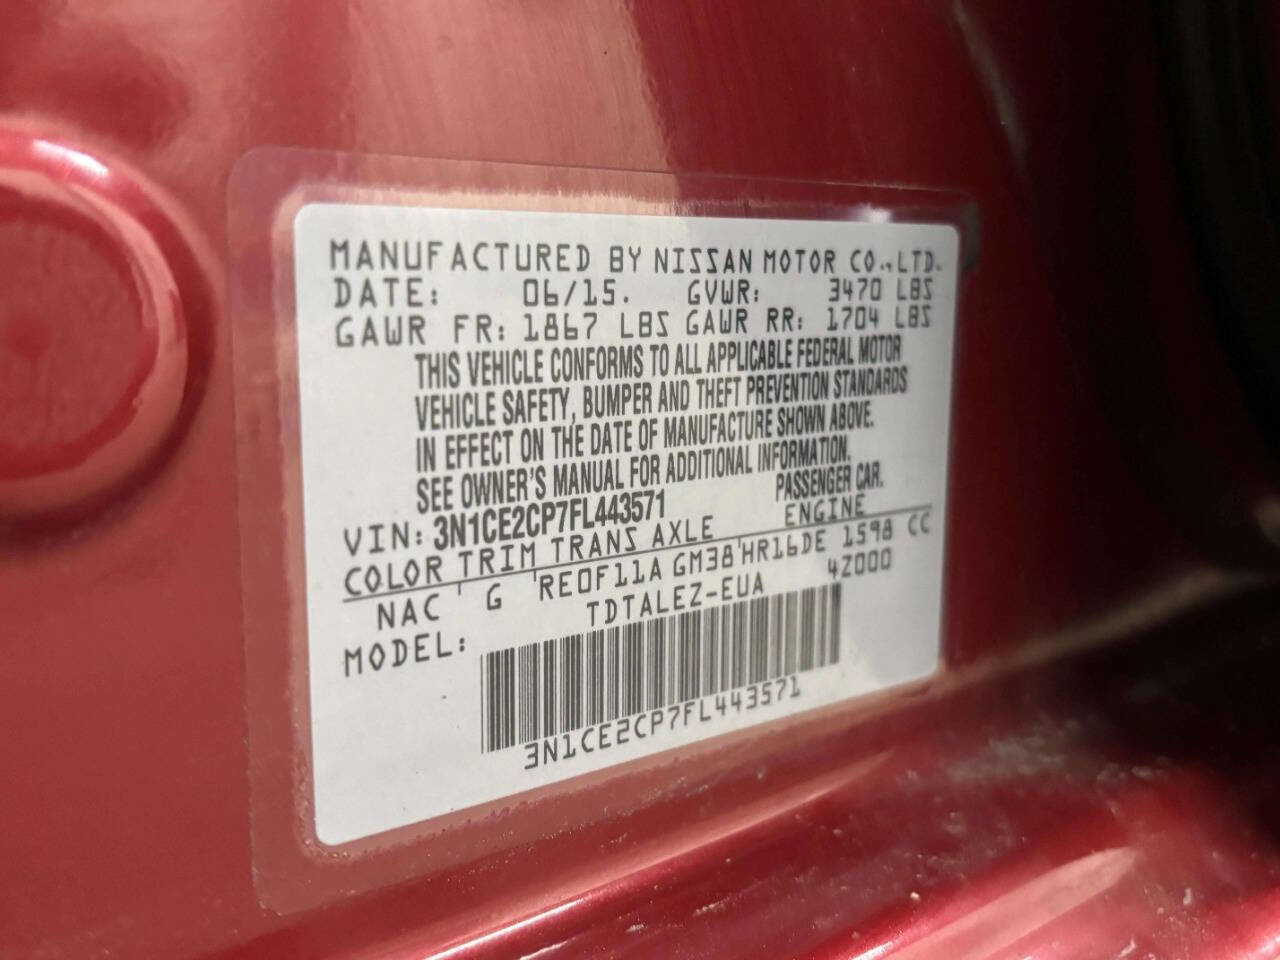 MANUFACTURED BY NISSAN MOTOR CO.,LTD.
DATE: 06/15. GVWR: 3470 LBS
GAWR FR: 1867 LBS GAWR RR: 1704 LBS
THIS VEHICLE CONFORMS TO ALL APPLICABLE FEDERAL MOTOR
VEHICLE SAFETY, BUMPER AND THEFT PREVENTION STANDARDS
IN EFFECT ON THE DATE OF MANUFACTURE SHOWN ABOVE.
SEE OWNER'S MANUAL FOR ADDITIONAL INFORMATION.
VIN: 3N1CE2CP7FL443571 PASSENGER CAR.
COLOR TRIM TRANS AXLE ENGINE
NAC ' G 'RE0F11A GM38'HR16DE 1598 CC
MODEL: TDTALEZ-EUA 4Z000
3N1CE2CP7FL443571